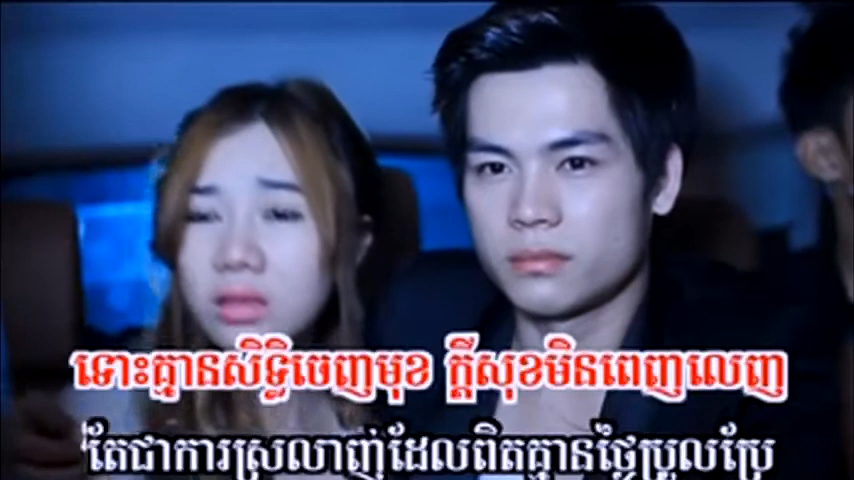 ទោះគ្មានសិទ្ធិចេញមុខ ក្ដីសុខមិនពេញលេញ
តែជាការស្រលាញ់ដែលពិតគ្មានថ្ងៃប្រួលប្រែ